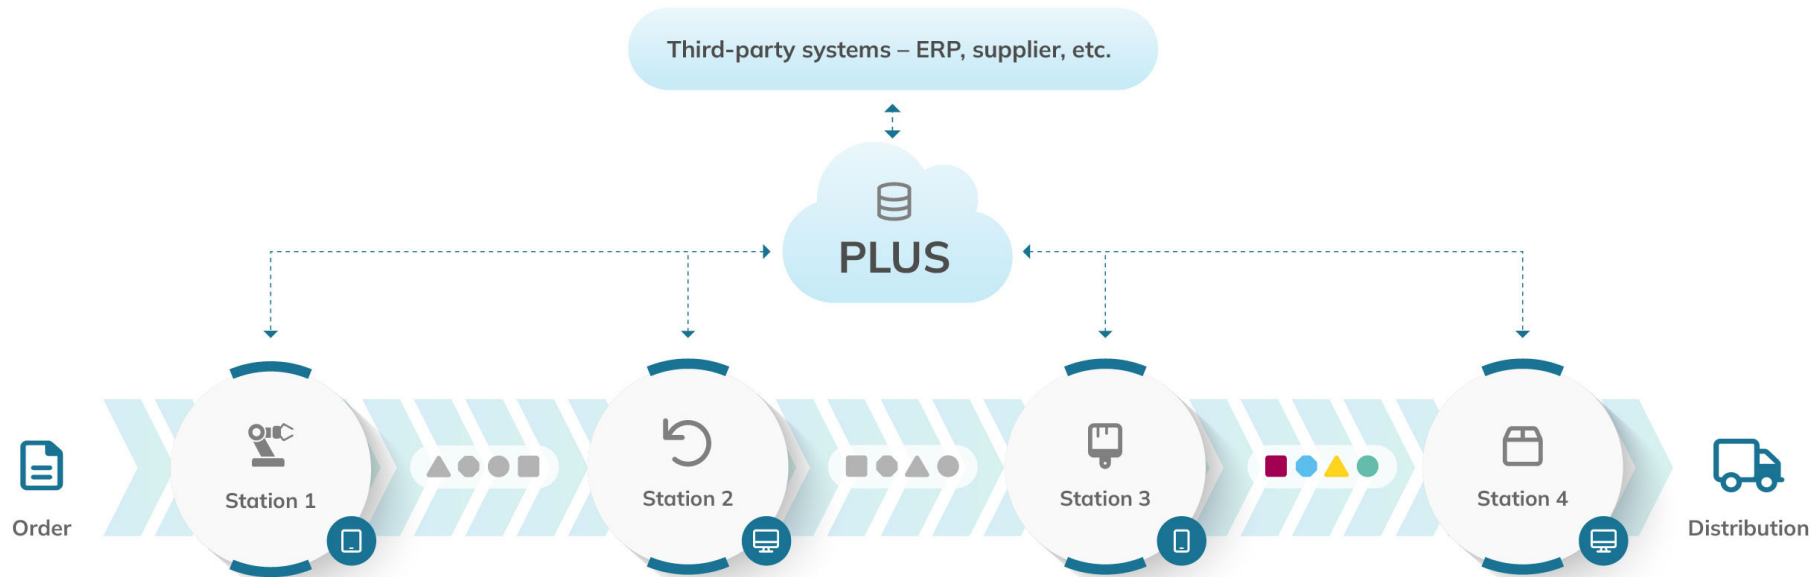 Third-party systems – ERP, supplier, etc.
PLUS
Station 1
Station 2
Station 3
Station 4
Order
Distribution